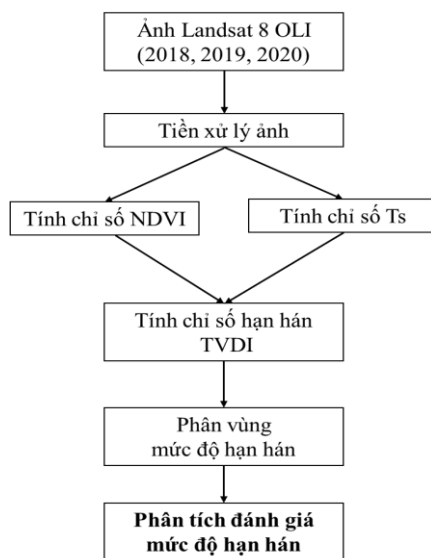 Ảnh Landsat 8 OLI
(2018, 2019, 2020)
Tiền xử lý ảnh
Tính chỉ số NDVI
Tính chỉ số Ts
Tính chỉ số hạn hán
TVDI
Phân vùng
mức độ hạn hán
Phân tích đánh giá
mức độ hạn hán